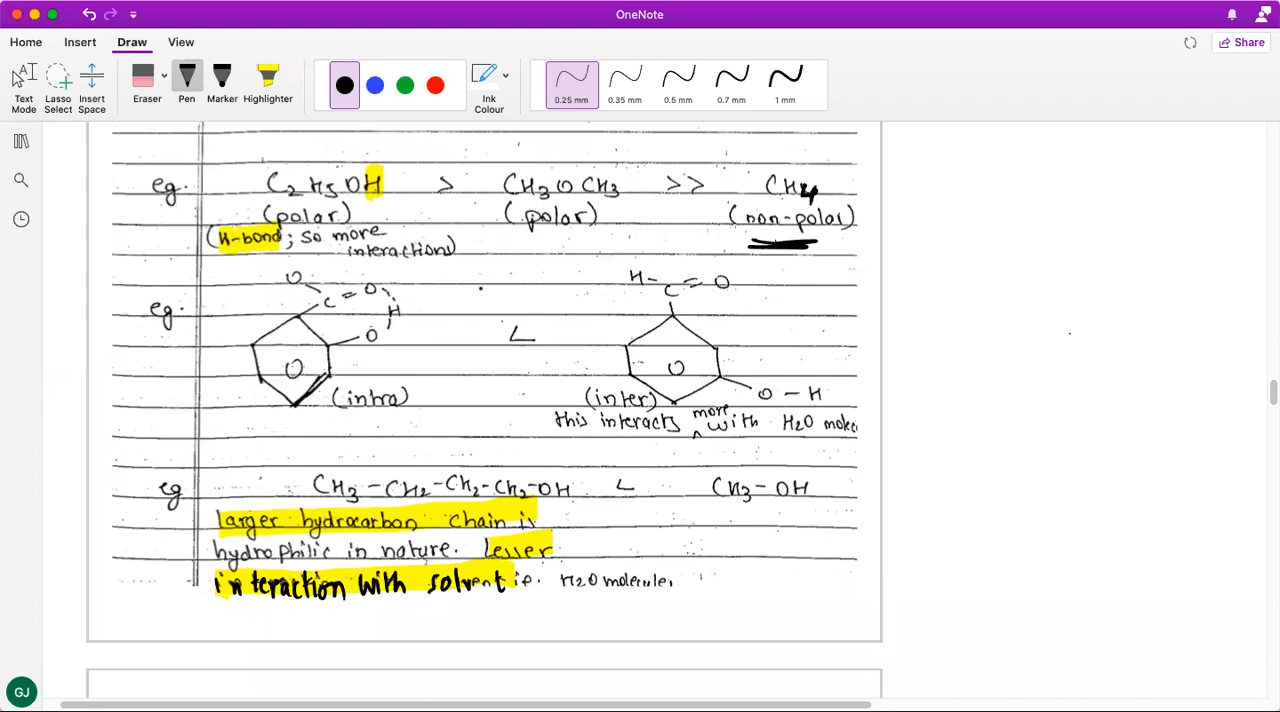 OneNote
Home Insert Draw View
Share
Text Mode
Lasso Select
Insert Space
Eraser
Pen
Marker
Highlighter
Ink Colour
0.25 mm
0.35 mm
0.5 mm
0.7 mm
1 mm
eg. C2H5OH > CH3OCH3 >> CH4
(polar) (polar) (non-polar)
(H-bond; so more
interactions)
O H-C=O
C=O
H
eg. O <
O O
O-H
(intra) (inter)
this interacts more with H2O molec
eg CH3-CH2-CH2-CH2-OH < CH3-OH
larger hydrocarbon chain is
hydrophilic in nature. Lesser
interaction with solvent ie. H2O molecules
GJ